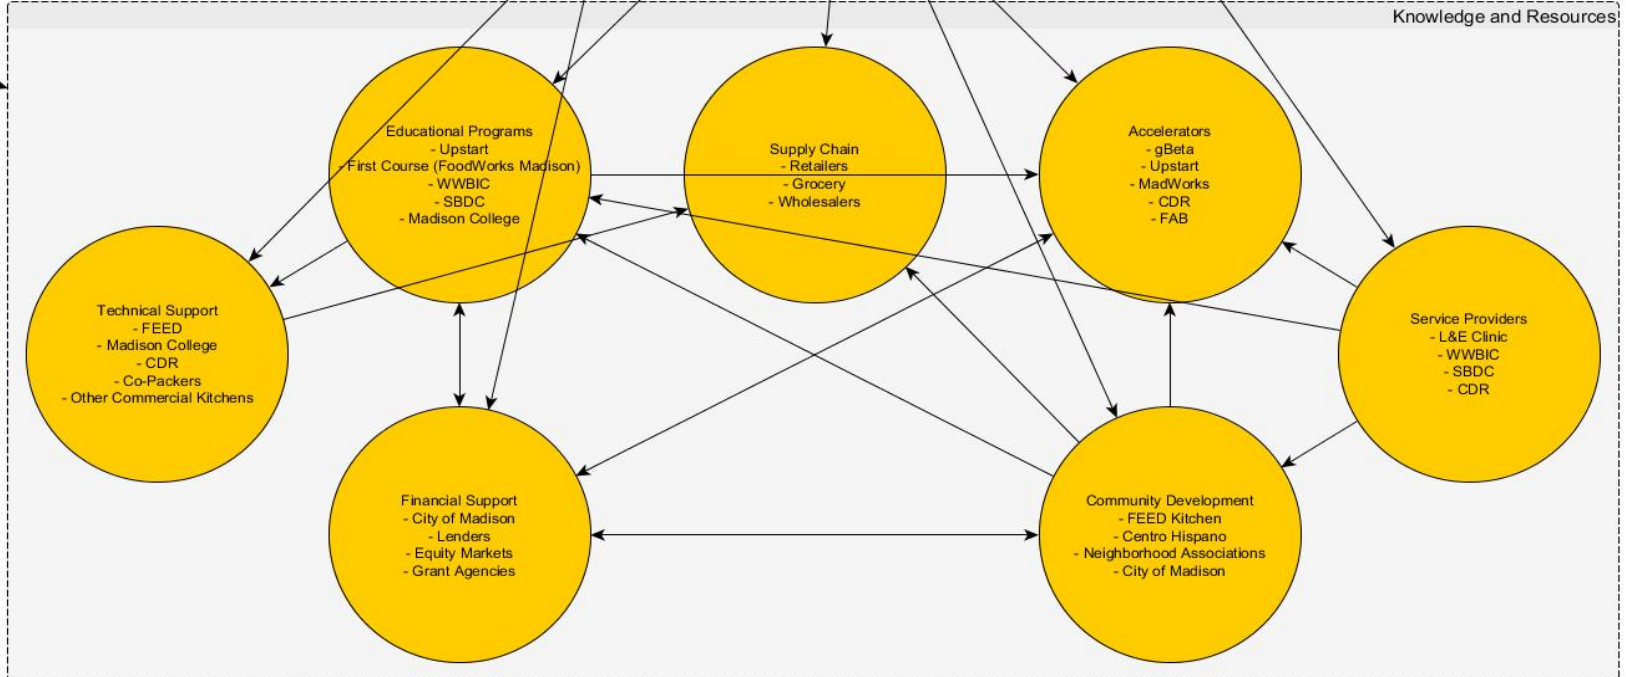 Knowledge and Resources
Educational Programs
- Upstart
- First Course (FoodWorks Madison)
- WWBIC
- SBDC
- Madison College
Supply Chain
- Retailers
- Grocery
- Wholesalers
Accelerators
- gBeta
- Upstart
- MadWorks
- CDR
- FAB
Technical Support
- FEED
- Madison College
- CDR
- Co-Packers
- Other Commercial Kitchens
Service Providers
- L&E Clinic
- WWBIC
- SBDC
- CDR
Financial Support
- City of Madison
- Lenders
- Equity Markets
- Grant Agencies
Community Development
- FEED Kitchen
- Centro Hispano
- Neighborhood Associations
- City of Madison